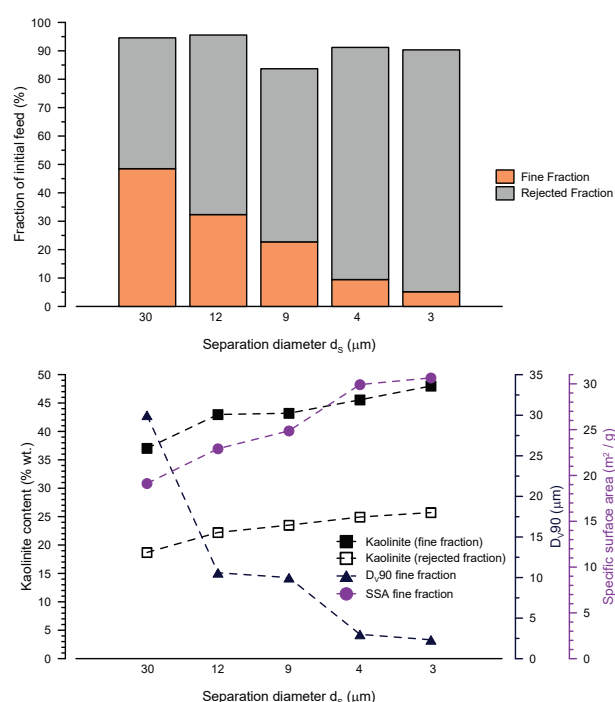 100
90
80
70
60
50
40
30
20
10
0
Fraction of initial feed (%)
30 12 9 4 3
Separation diameter dₛ (μm)
Fine Fraction
Rejected Fraction
50
45
40
35
30
25
20
15
10
5
0
Kaolinite content (% wt.)
Kaolinite (fine fraction)
Kaolinite (rejected fraction)
Dᵥ90 fine fraction
SSA fine fraction
30 12 9 4 3
Separation diameter dₛ (μm)
35
30
25
20
15
10
5
0
Dᵥ90 (μm)
30
25
20
15
10
5
0
Specific surface area (m² / g)